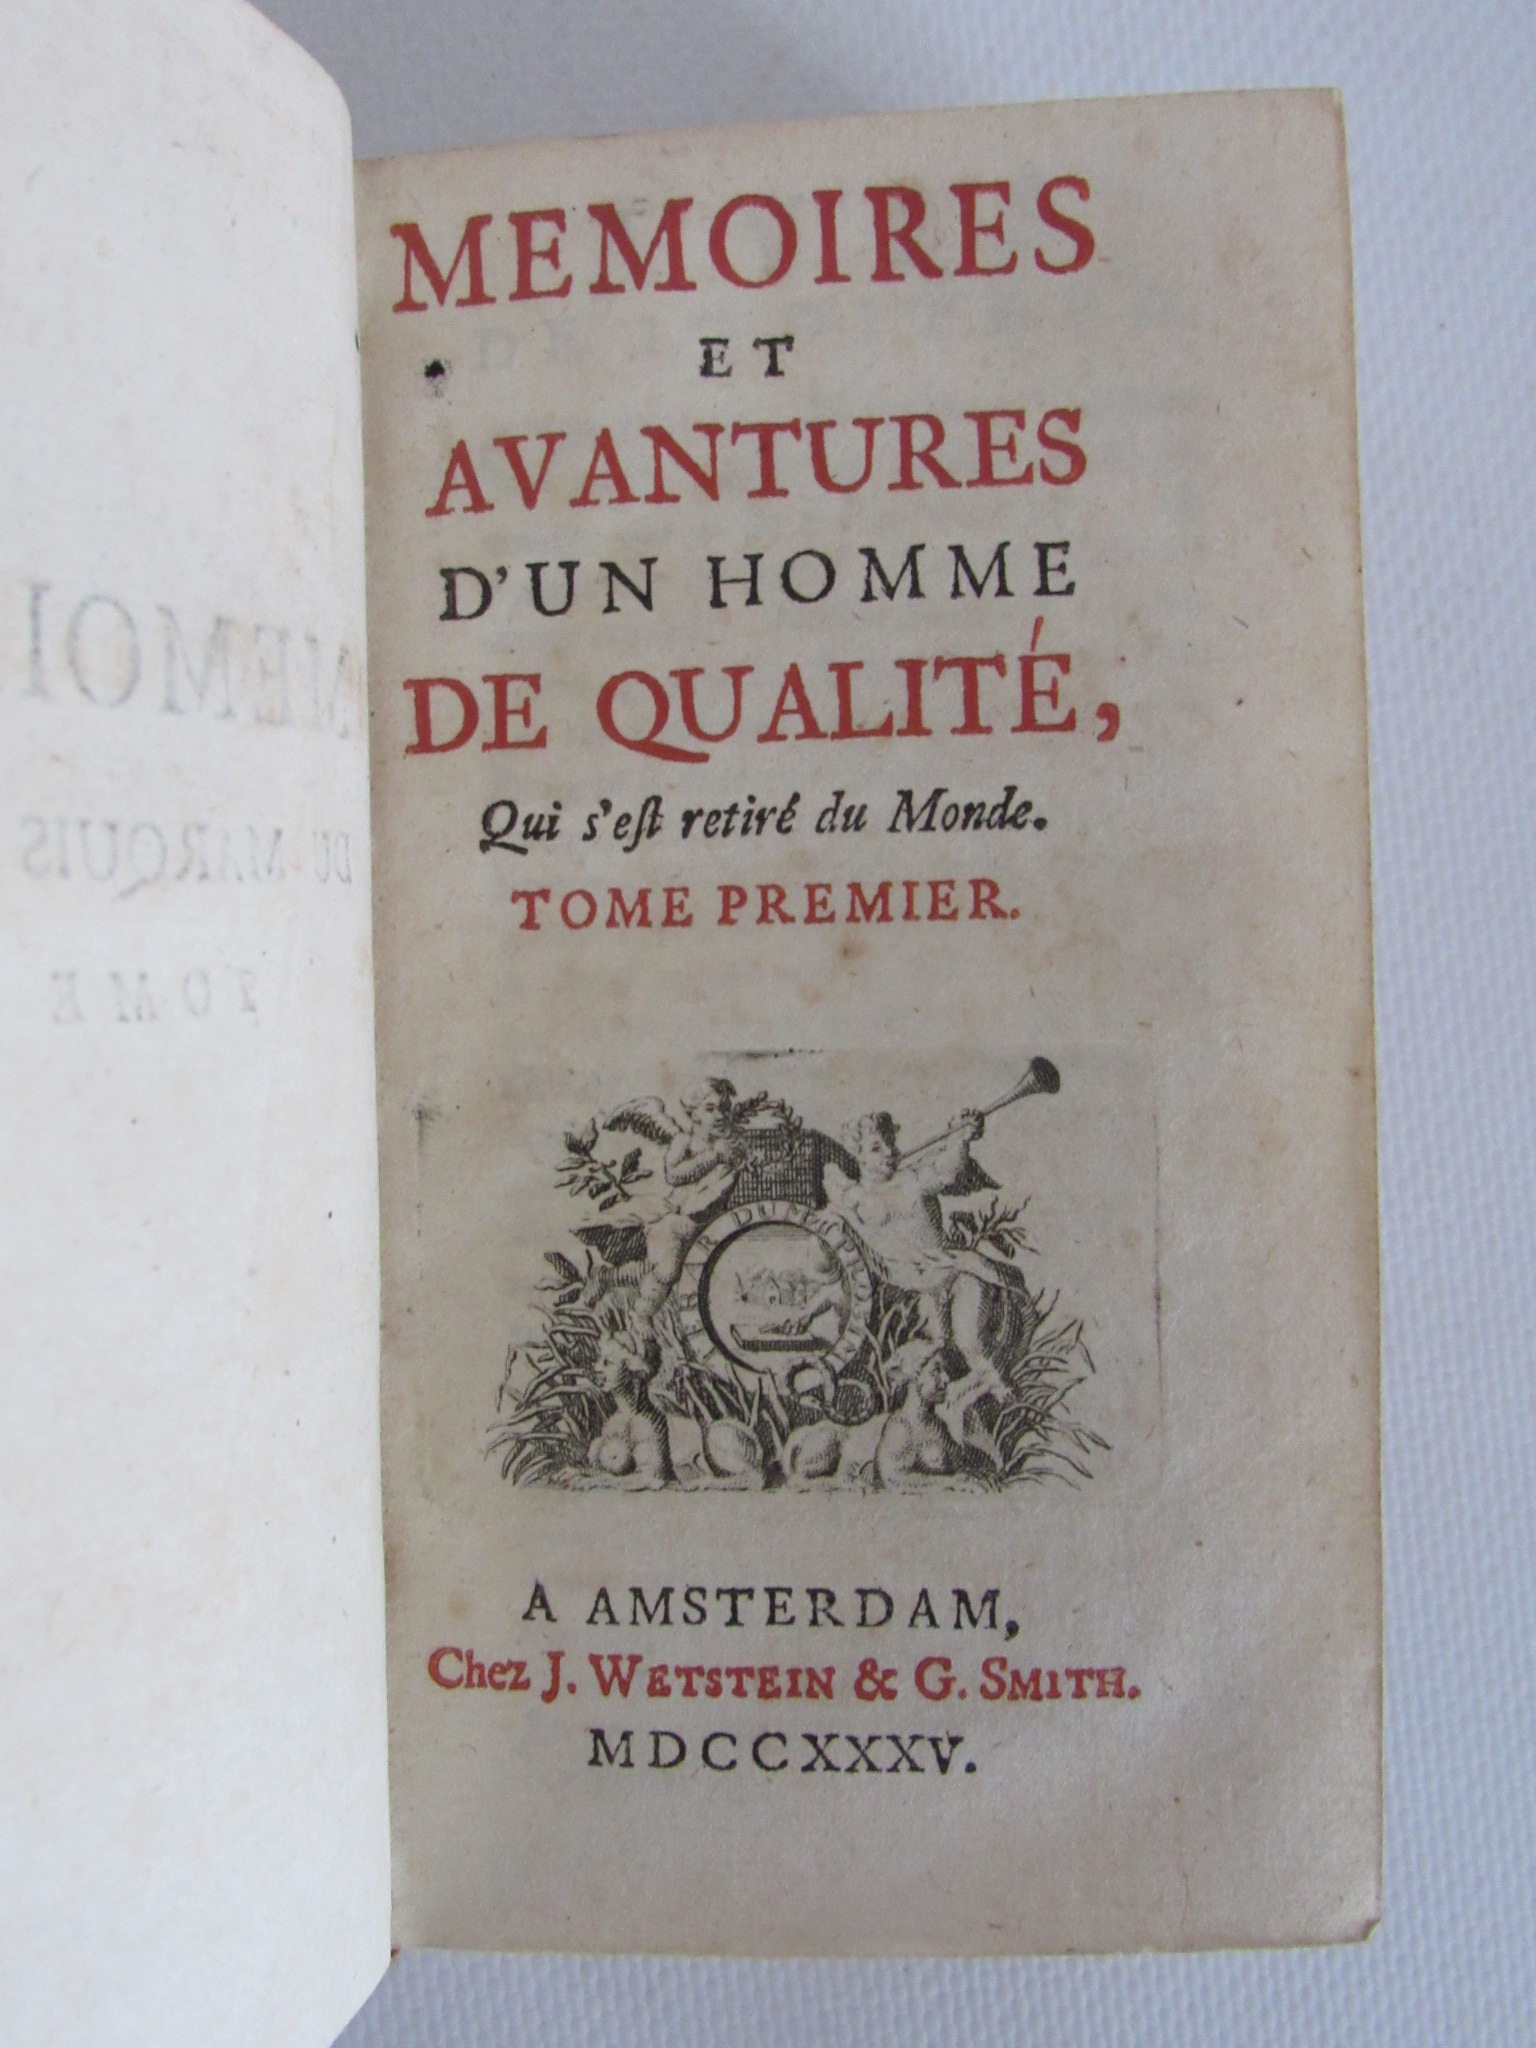 MEMOIRES
ET
AVANTURES
D'UN HOMME
DE QUALITÉ,
Qui s'eſt retiré du Monde.
TOME PREMIER.
A AMSTERDAM,
Chez J. WETSTEIN & G. SMITH.
MDCCXXXV.